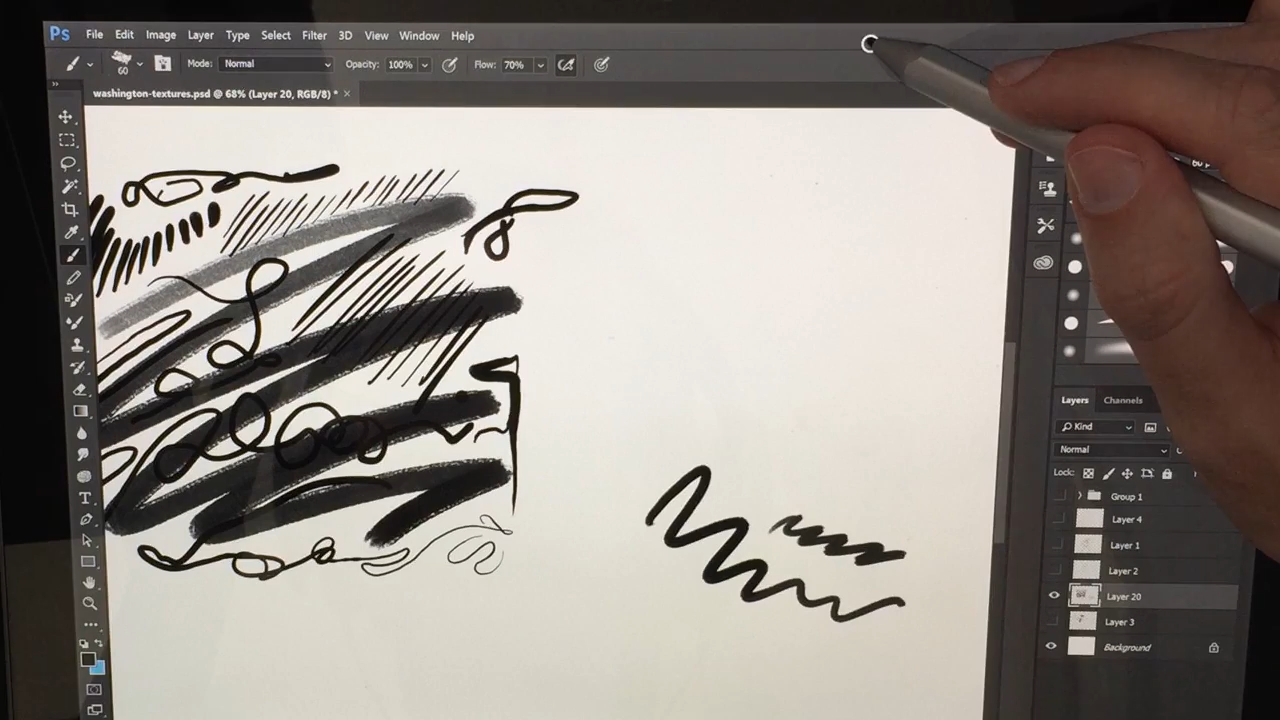 Ps File Edit Image Layer Type Select Filter 3D View Window Help
60 Mode: Normal Opacity: 100% Flow: 70%
washington-textures.psd @ 68% (Layer 20, RGB/8) * ×
Layers Channels
Kind
Normal
Lock:
Group 1
Layer 4
Layer 1
Layer 2
Layer 20
Layer 3
Background